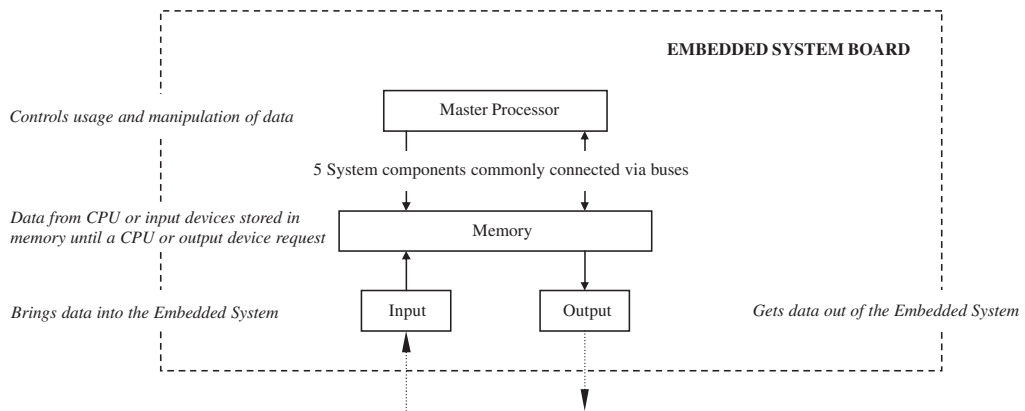 EMBEDDED SYSTEM BOARD
Master Processor
Controls usage and manipulation of data
5 System components commonly connected via buses
Data from CPU or input devices stored in
memory until a CPU or output device request
Memory
Brings data into the Embedded System
Input
Output
Gets data out of the Embedded System